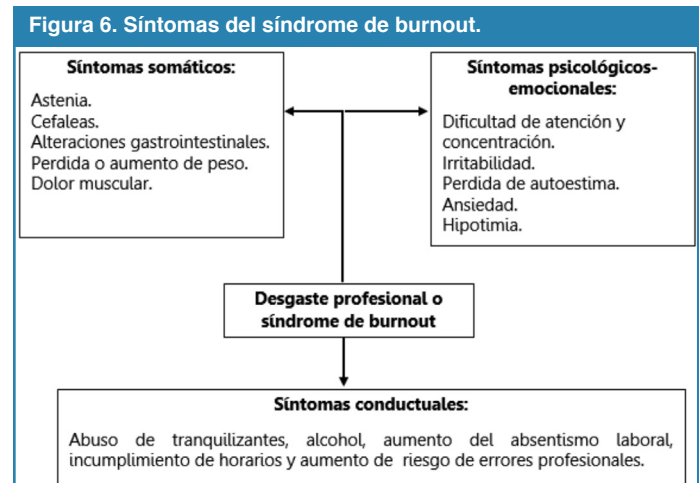 Figura 6. Síntomas del síndrome de burnout.
Síntomas somáticos:
Astenia.
Cefaleas.
Alteraciones gastrointestinales.
Perdida o aumento de peso.
Dolor muscular.
Síntomas psicológicos-
emocionales:
Dificultad de atención y
concentración.
Irritabilidad.
Perdida de autoestima.
Ansiedad.
Hipotimia.
Desgaste profesional o
síndrome de burnout
Síntomas conductuales:
Abuso de tranquilizantes, alcohol, aumento del absentismo laboral,
incumplimiento de horarios y aumento de riesgo de errores profesionales.